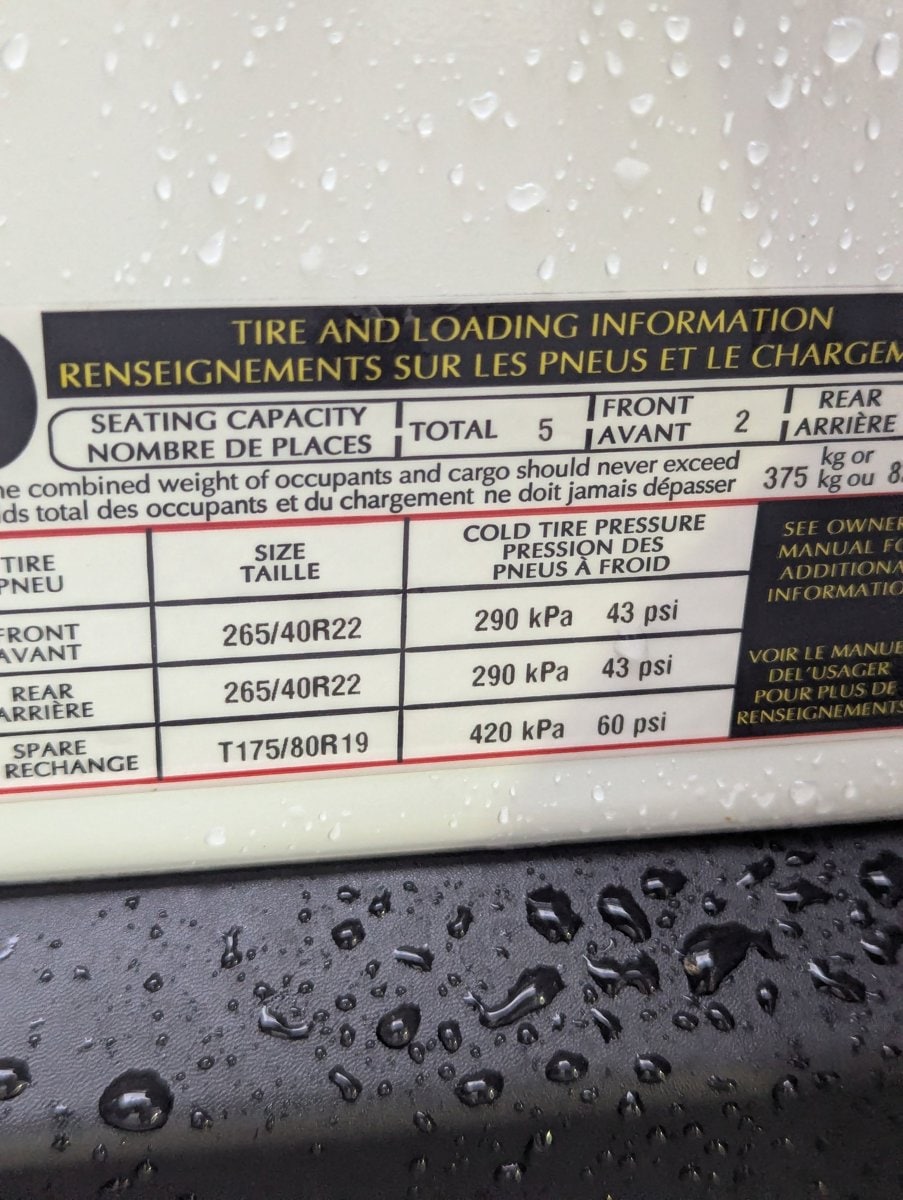 TIRE AND LOADING INFORMATION
RENSEIGNEMENTS SUR LES PNEUS ET LE
SEATING CAPACITY
NOMBRE DE PLACES
TOTAL 5
FRONT
AVANT
2
REAR
ARRIÈRE
combined weight of occupants and cargo should never exceed
total des occupants et du chargement ne doit jamais dépasser
375
kg or
kg ou
TIRE
PNEU
SIZE
TAILLE
COLD TIRE PRESSURE
PRESSION DES
PNEUS À FROID
FRONT
AVANT
265/40R22
290 kPa 43 psi
REAR
ARRIÈRE
265/40R22
290 kPa 43 psi
SPARE
RECHANGE
T175/80R19
420 kPa 60 psi
SEE
MANUAL
VOIR LE
DEL'USAGER
POUR PLUS DE
RENSEIGNEMENTS